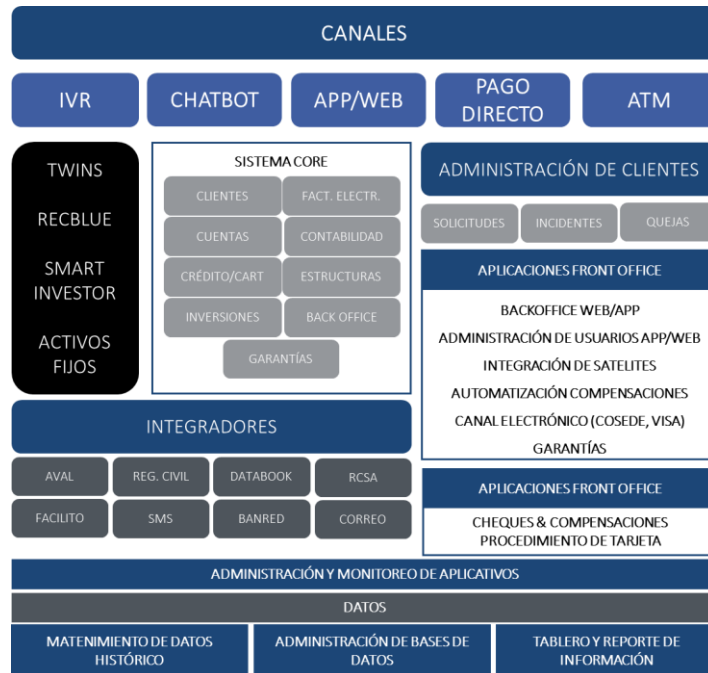 CANALES
IVR
CHATBOT
APP/WEB
PAGO
DIRECTO
ATM
TWINS
RECBLUE
SMART
INVESTOR
ACTIVOS
FIJOS
SISTEMA CORE
CLIENTES
FACT. ELECTR.
CUENTAS
CONTABILIDAD
CRÉDITO/CART
ESTRUCTURAS
INVERSIONES
BACK OFFICE
GARANTÍAS
ADMINISTRACIÓN DE CLIENTES
SOLICITUDES
INCIDENTES
QUEJAS
APLICACIONES FRONT OFFICE
BACKOFFICE WEB/APP
ADMINISTRACIÓN DE USUARIOS APP/WEB
INTEGRACIÓN DE SATELITES
AUTOMATIZACIÓN COMPENSACIONES
CANAL ELECTRÓNICO (COSEDE, VISA)
GARANTÍAS
INTEGRADORES
AVAL
REG. CIVIL
DATABOOK
RCSA
FACILITO
SMS
BANRED
CORREO
APLICACIONES FRONT OFFICE
CHEQUES & COMPENSACIONES
PROCEDIMIENTO DE TARJETA
ADMINISTRACIÓN Y MONITOREO DE APLICATIVOS
DATOS
MATENIMIENTO DE DATOS
HISTÓRICO
ADMINISTRACIÓN DE BASES DE
DATOS
TABLERO Y REPORTE DE
INFORMACIÓN